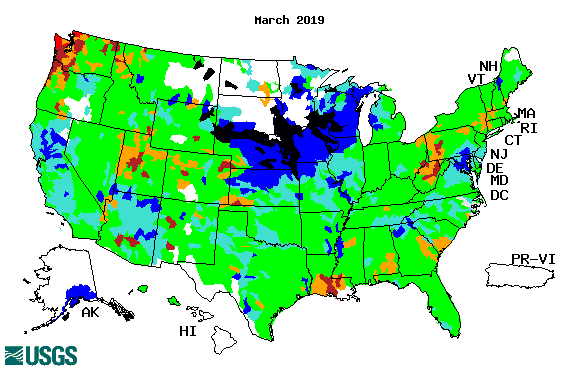 March 2019
NH
VT
MA
RI
CT
NJ
DE
MD
DC
PR-VI
AK
HI
USGS